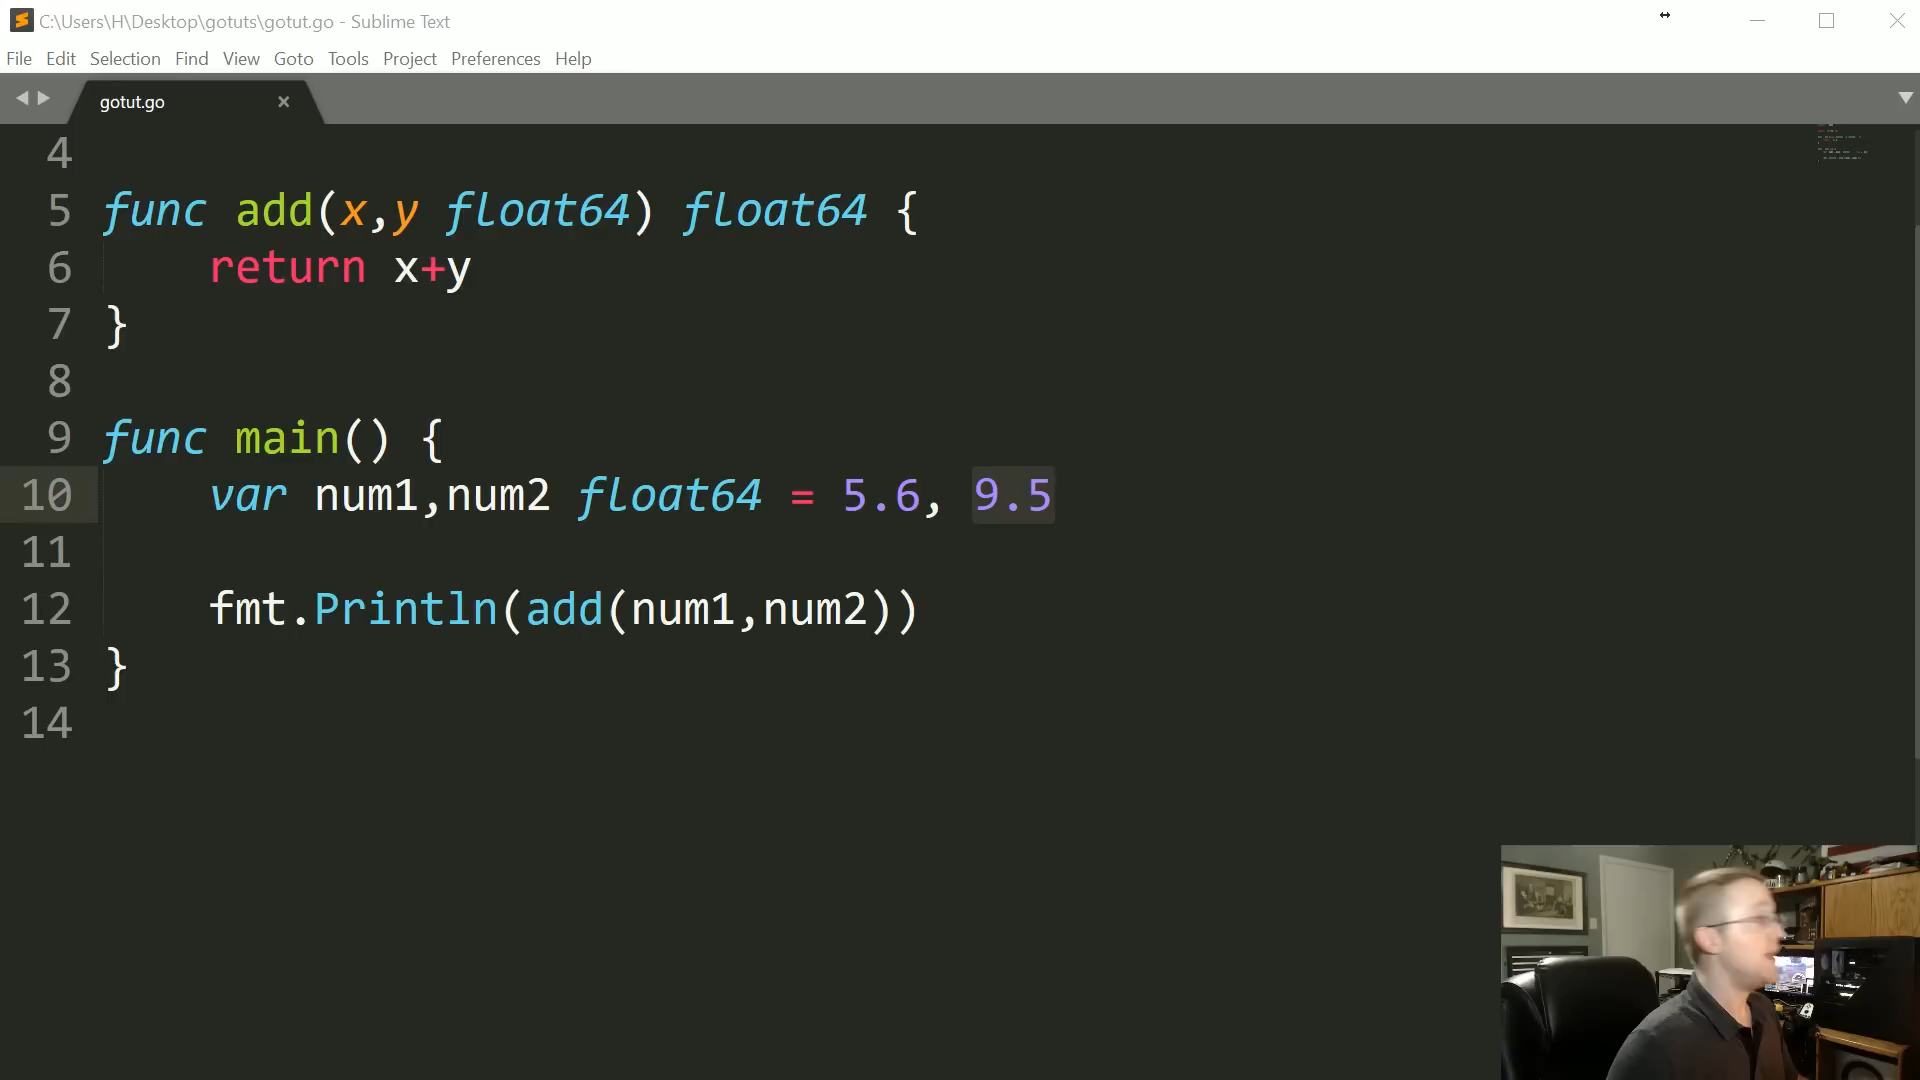 C:\Users\H\Desktop\gotuts\gotut.go - Sublime Text
File Edit Selection Find View Goto Tools Project Preferences Help
gotut.go
4
5 func add(x,y float64) float64 {
6 return x+y
7 }
8
9 func main() {
10 var num1,num2 float64 = 5.6, 9.5
11
12 fmt.Println(add(num1,num2))
13 }
14